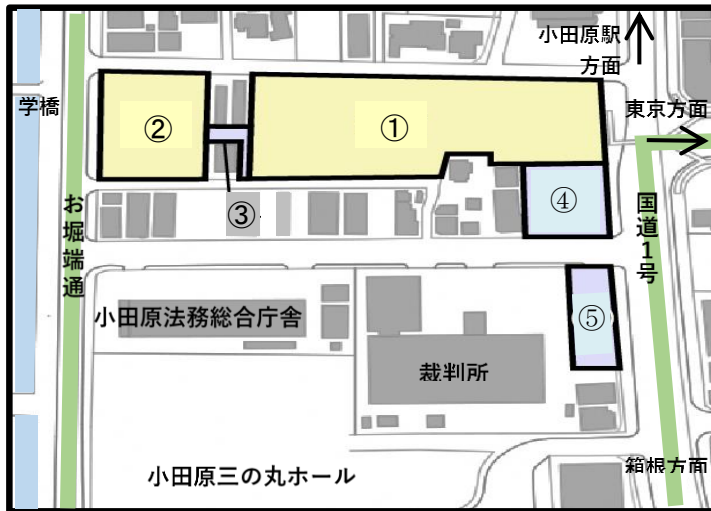 小田原駅
方面
学橋
東京方面
②
①
③
④
お堀端通
国道1号
⑤
小田原法務総合庁舎
裁判所
小田原三の丸ホール
箱根方面